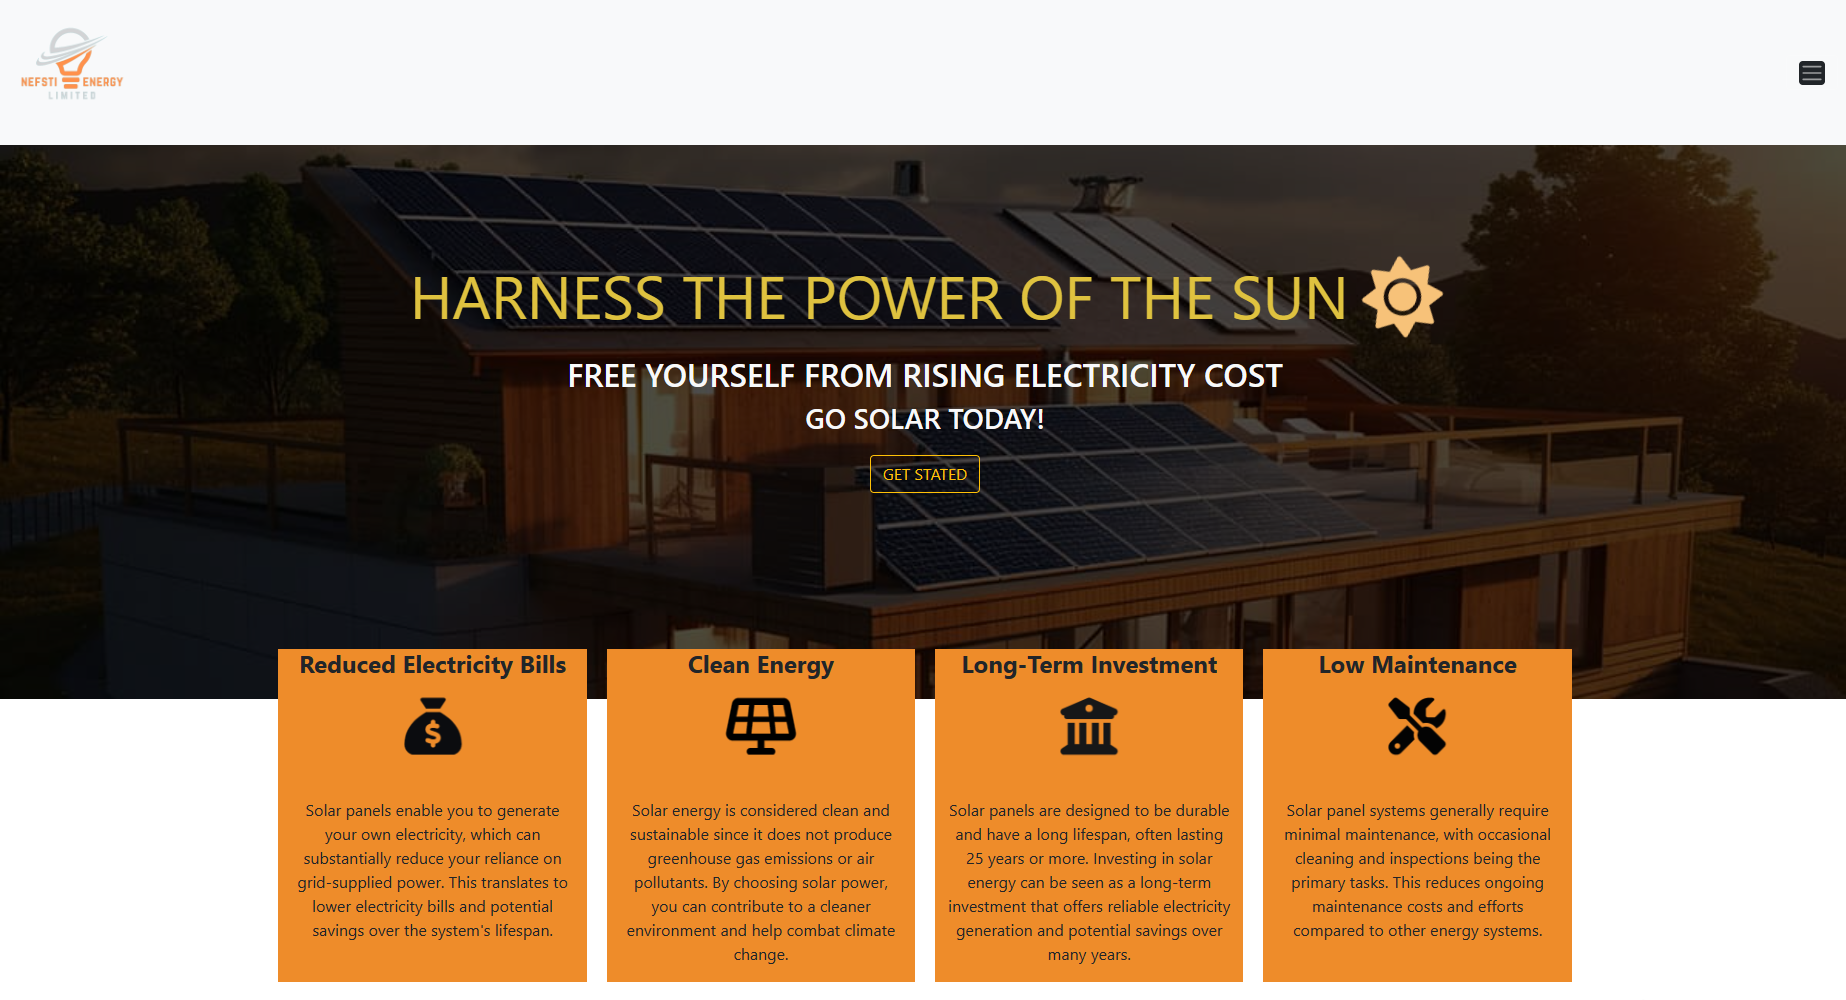 NEFSTI ENERGY
LIMITED
HARNESS THE POWER OF THE SUN
FREE YOURSELF FROM RISING ELECTRICITY COST
GO SOLAR TODAY!
GET STATED
Reduced Electricity Bills
Solar panels enable you to generate
your own electricity, which can
substantially reduce your reliance on
grid-supplied power. This translates to
lower electricity bills and potential
savings over the system's lifespan.
Clean Energy
Solar energy is considered clean and
sustainable since it does not produce
greenhouse gas emissions or air
pollutants. By choosing solar power,
you can contribute to a cleaner
environment and help combat climate
change.
Long-Term Investment
Solar panels are designed to be durable
and have a long lifespan, often lasting
25 years or more. Investing in solar
energy can be seen as a long-term
investment that offers reliable electricity
generation and potential savings over
many years.
Low Maintenance
Solar panel systems generally require
minimal maintenance, with occasional
cleaning and inspections being the
primary tasks. This reduces ongoing
maintenance costs and efforts
compared to other energy systems.